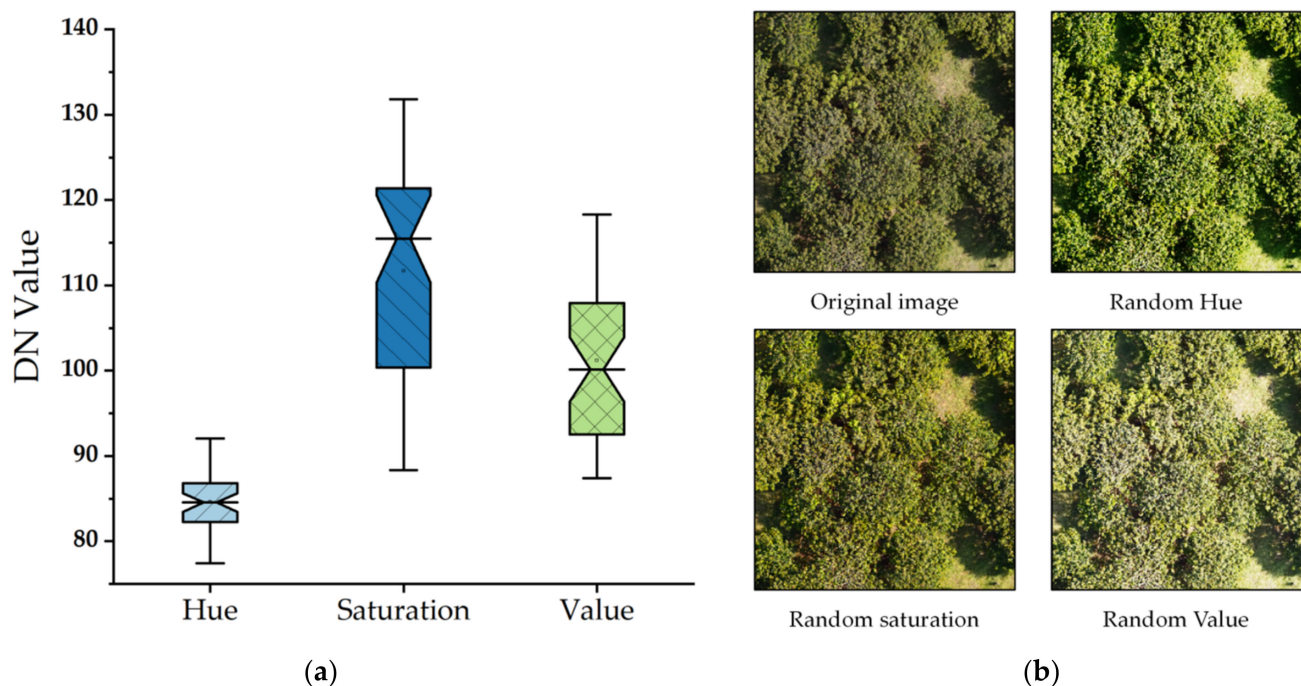 DN Value
140
130
120
110
100
90
80
Hue
Saturation
Value
(a)
Original image
Random Hue
Random saturation
Random Value
(b)